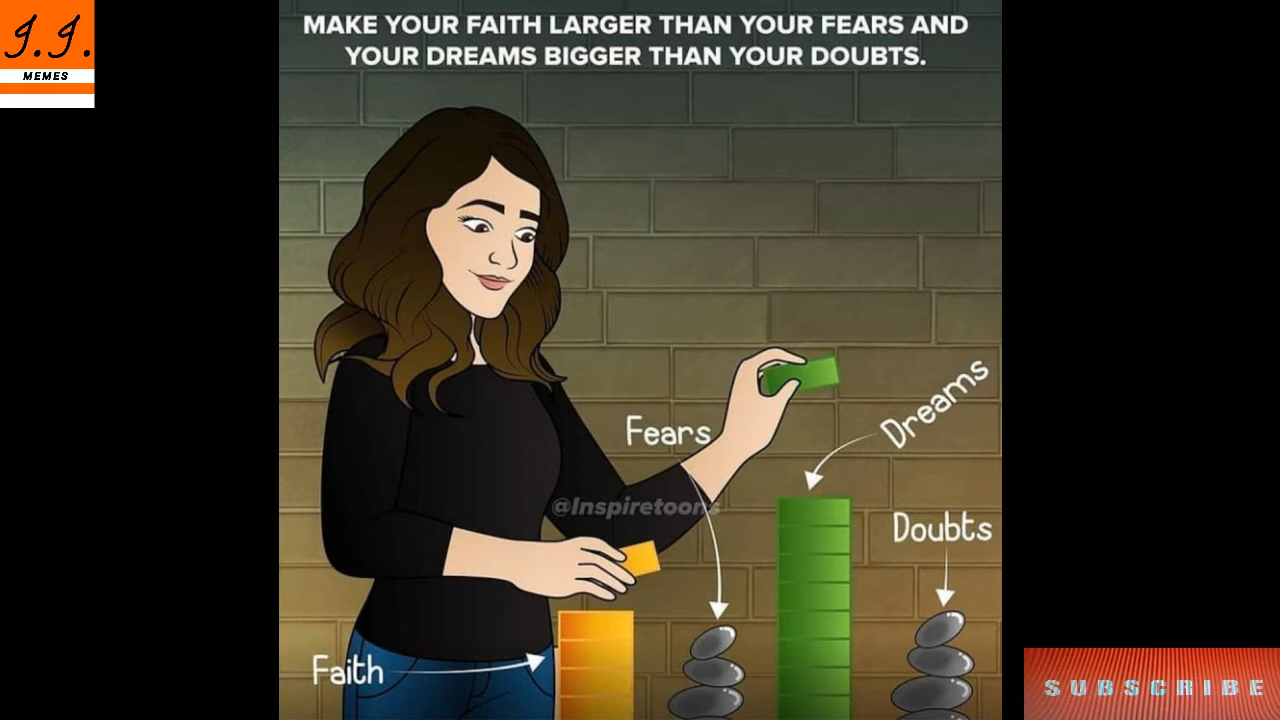 J.J.
MEMES
MAKE YOUR FAITH LARGER THAN YOUR FEARS AND
YOUR DREAMS BIGGER THAN YOUR DOUBTS.
Dreams
Fears
@Inspiretoons
Doubts
Faith
SUBSCRIBE